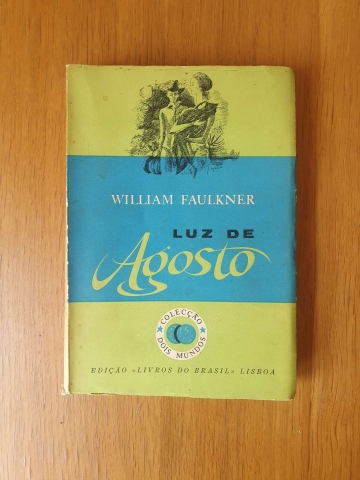 WILLIAM FAULKNER
LUZ DE
Agosto
COLECÇÃO
DOIS MUNDOS
EDIÇÃO «LIVROS DO BRASIL» LISBOA